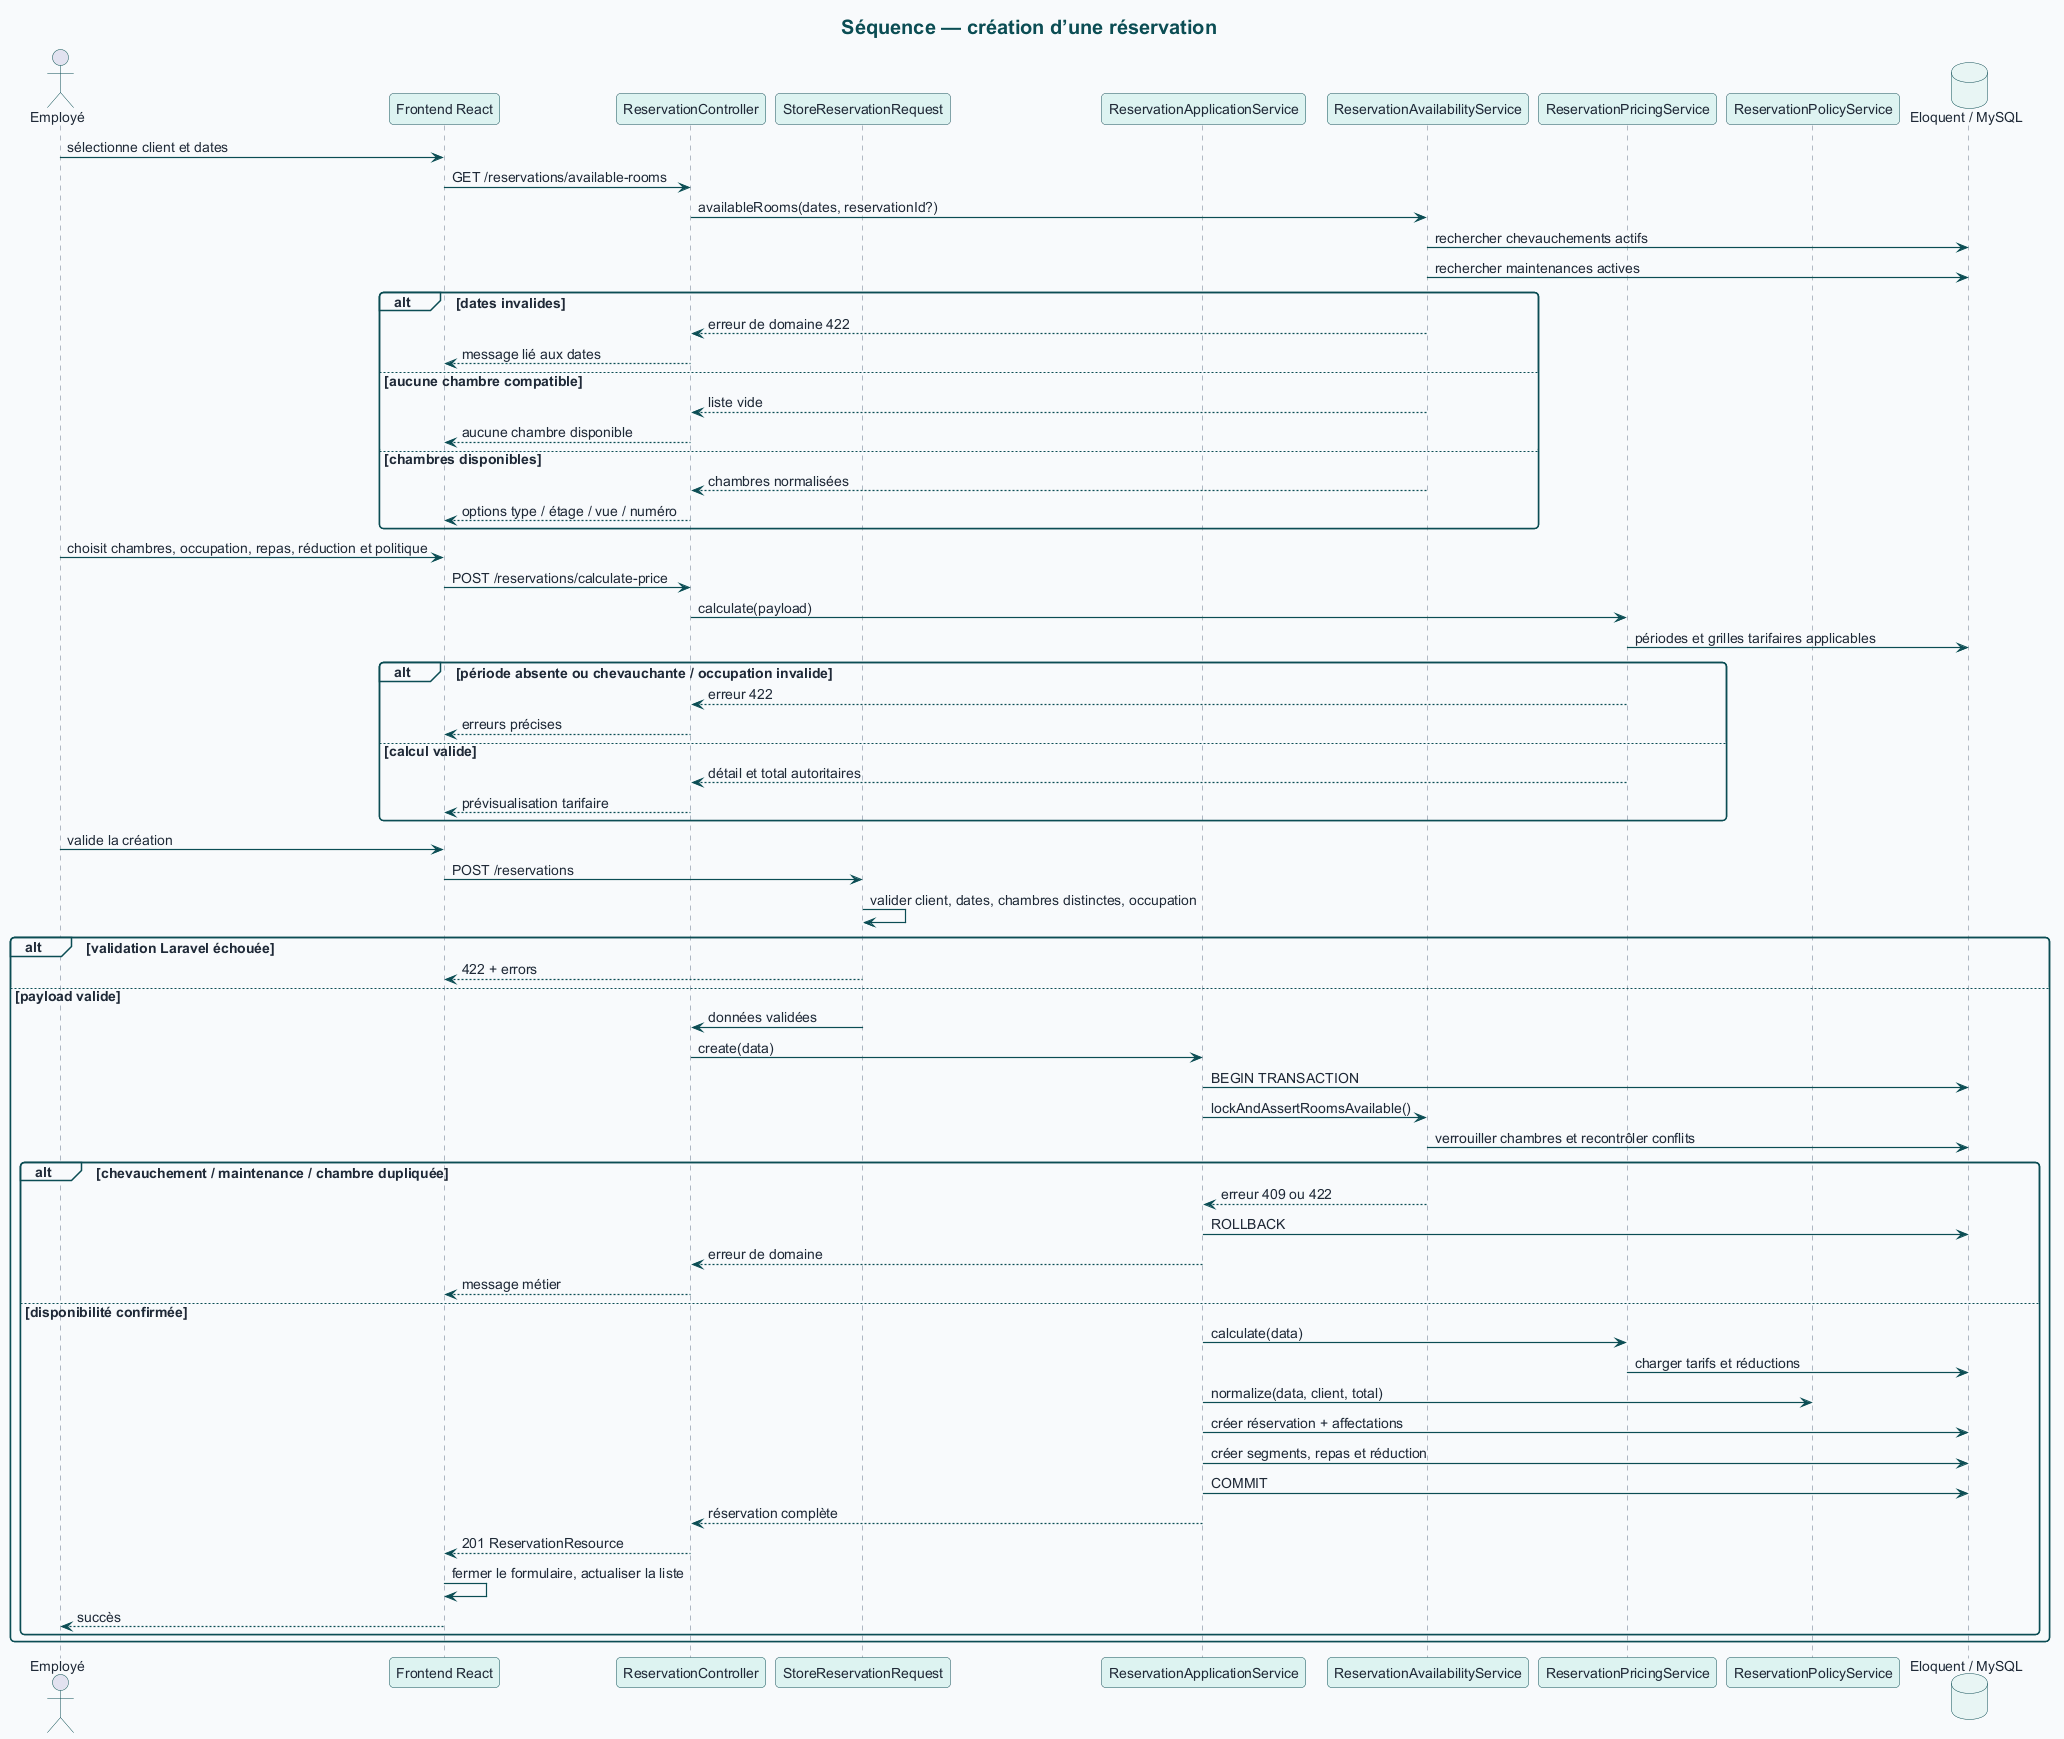 Séquence — création d’une réservation
Employé
Frontend React
ReservationController
StoreReservationRequest
ReservationApplicationService
ReservationAvailabilityService
ReservationPricingService
ReservationPolicyService
Eloquent / MySQL
sélectionne client et dates
GET /reservations/available-rooms
availableRooms(dates, reservationId?)
rechercher chevauchements actifs
rechercher maintenances actives
alt [dates invalides]
erreur de domaine 422
message lié aux dates
[aucune chambre compatible]
liste vide
aucune chambre disponible
[chambres disponibles]
chambres normalisées
options type / étage / vue / numéro
choisit chambres, occupation, repas, réduction et politique
POST /reservations/calculate-price
calculate(payload)
périodes et grilles tarifaires applicables
alt [période absente ou chevauchante / occupation invalide]
erreur 422
erreurs précises
[calcul valide]
détail et total autoritaires
prévisualisation tarifaire
valide la création
POST /reservations
valider client, dates, chambres distinctes, occupation
alt [validation Laravel échouée]
422 + errors
[payload valide]
données validées
create(data)
BEGIN TRANSACTION
lockAndAssertRoomsAvailable()
verrouiller chambres et recontrôler conflits
alt [chevauchement / maintenance / chambre dupliquée]
erreur 409 ou 422
ROLLBACK
erreur de domaine
message métier
[disponibilité confirmée]
calculate(data)
charger tarifs et réductions
normalize(data, client, total)
créer réservation + affectations
créer segments, repas et réduction
COMMIT
réservation complète
201 ReservationResource
fermer le formulaire, actualiser la liste
succès
Employé
Frontend React
ReservationController
StoreReservationRequest
ReservationApplicationService
ReservationAvailabilityService
ReservationPricingService
ReservationPolicyService
Eloquent / MySQL